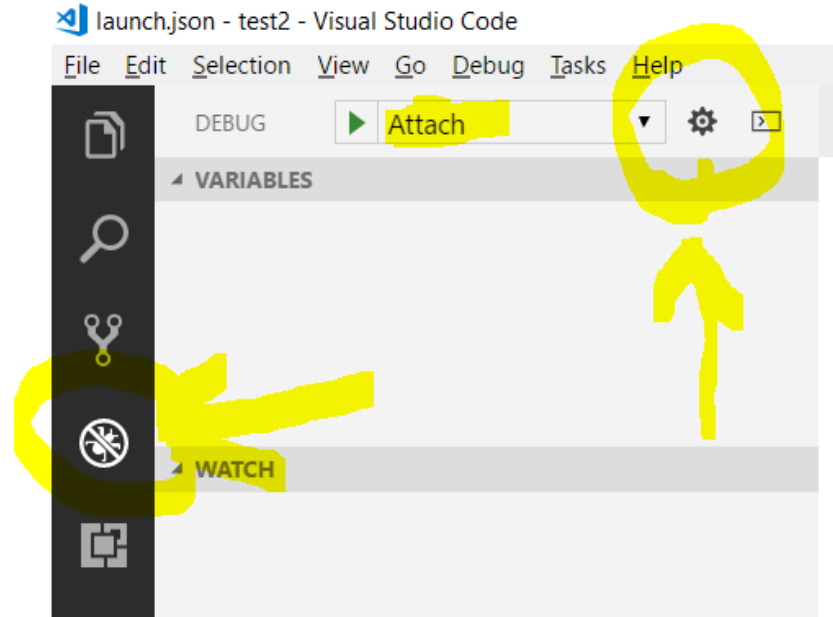 launch.json - test2 - Visual Studio Code
File Edit Selection View Go Debug Tasks Help
DEBUG Attach
VARIABLES
WATCH